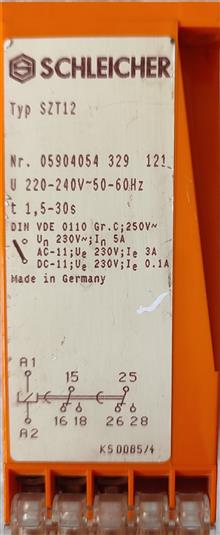 SCHLEICHER
Typ SZT12
Nr. 05904054 329 121
U 220-240V~50-60Hz
t 1,5-30s
DIN VDE 0110 Gr.C;250V~
Un 230V~;In 5A
AC-11;Ue 230V;Ie 3A
DC-11;Ue 230V;Ie 0.1A
Made in Germany
A1
15 25
16 18 26 28
A2
KS 0085/4